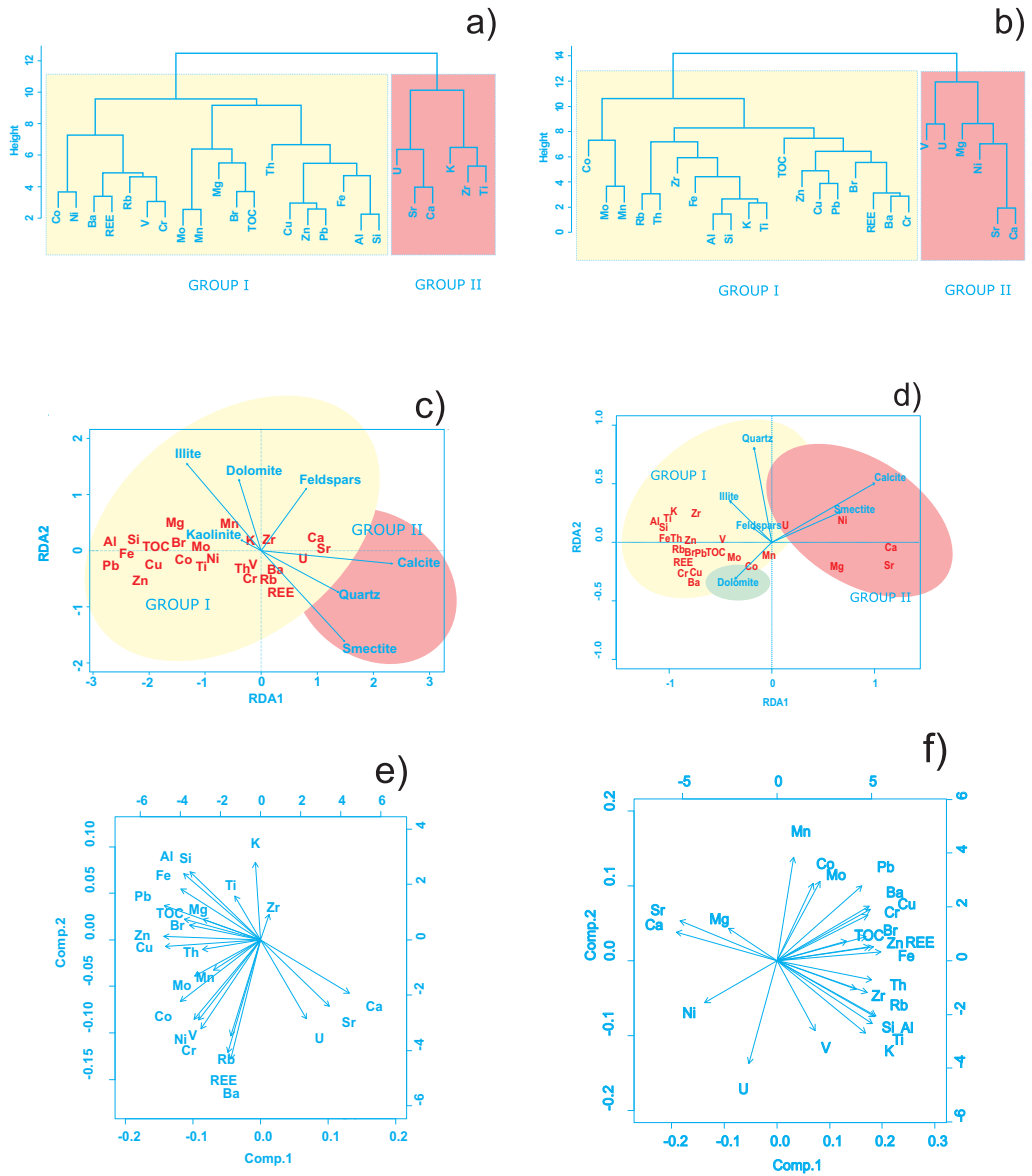 a)
12
10
8
6
4
2
Height
Co Ni Ba REE Rb V Cr Mo Mn Mg Br TOC Th Cu Zn Pb Fe Al Si
U Sr Ca K Zr Ti
GROUP I
GROUP II
b)
14
12
10
8
6
4
2
0
Height
Co Mo Mn Rb Th Zr Fe Al Si K Ti TOC Zn Cu Pb Br REE Ba Cr
V U Mg Ni Sr Ca
GROUP I
GROUP II
c)
2
1
0
-1
-2
RDA2
Illite
Dolomite
Feldspars
Mg Mn
Kaolinite
GROUP II
Al Si TOC Br Mo K Zr Ca
Fe Sr
Pb Cu Co Ni U
Calcite
Zn Ti Th V Ba
Cr Rb
REE
Quartz
GROUP I
Smectite
-3 -2 -1 0 1 2 3
RDA1
d)
1.0
0.5
0.0
-0.5
-1.0
RDA2
Quartz
GROUP I
Calcite
Illite
Smectite
K Zr
Al Ti
Si Feldspars U Ni
Fe Th Zn V
Rb Br Pb TOC Mo Mn Ca
REE Co Mg Sr
Cr Cu
Ba Dolomite
GROUP II
-1 0 1
RDA1
e)
-6 -4 -2 0 2 4 6
0.10
0.05
0.00
-0.05
-0.10
-0.15
Comp.2
4
2
0
-2
-4
-6
K
Al Si
Fe
Ti
Pb
TOC Mg Zr
Br
Zn
Cu Th
Mn
Mo
Ca
Co Sr
Ni V U
Cr
Rb
REE
Ba
-0.2 -0.1 0.0 0.1 0.2
Comp.1
f)
-5 0 5
0.2
0.1
0.0
-0.1
-0.2
Comp.2
6
4
2
0
-2
-4
-6
Mn
Co Pb
Mo
Ba
Sr Cu
Cr
Ca Mg
TOC Br
Zn REE
Fe
Th
Zr
Ni Rb
Si Al
Ti
V K
U
-0.2 -0.1 0.0 0.1 0.2 0.3
Comp.1